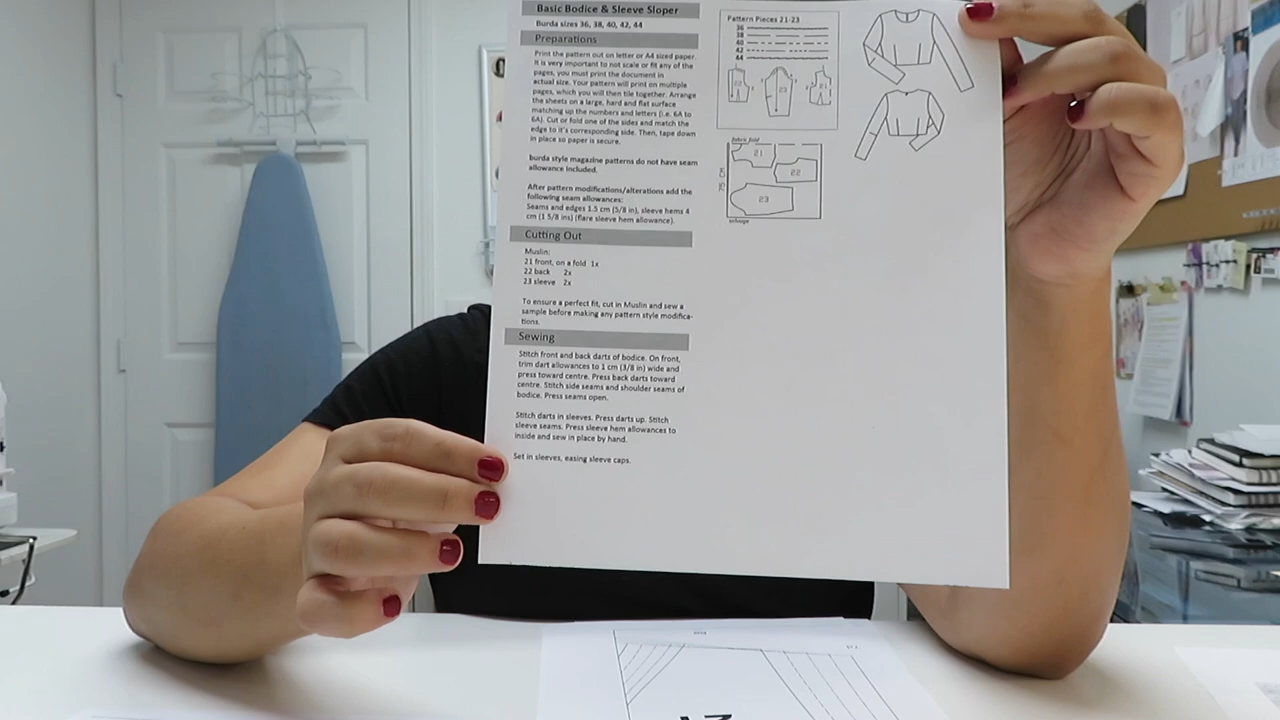 Basic Bodice & Sleeve Sloper
Burda sizes 36, 38, 40, 42, 44
Preparations
Print the pattern out on letter or A4 sized paper.
It is very important to not scale or fit any of the
pages, you must print the document in
actual size. Your pattern will print on multiple
pages, which you will then tile together. Arrange
the sheets on a large, hard and flat surface
matching up the numbers and letters (i.e. 6A to
6A). Cut or fold one of the sides and match the
edge to it's corresponding side. Then, tape down
in place so paper is secure.
burda style magazine patterns do not have seam
allowance included.
After pattern modifications/alterations add the
following seam allowances:
Seams and edges 1.5 cm (5/8 in), sleeve hems 4
cm (1 5/8 ins) (flare sleeve hem allowance).
Cutting Out
Muslin:
21 front, on a fold 1x
22 back 2x
23 sleeve 2x
To ensure a perfect fit, cut in Muslin and sew a
sample before making any pattern style modifica-
tions.
Sewing
Stitch front and back darts of bodice. On front,
trim dart allowances to 1 cm (3/8 in) wide and
press toward centre. Press back darts toward
centre. Stitch side seams and shoulder seams of
bodice. Press seams open.
Stitch darts in sleeves. Press darts up. Stitch
sleeve seams. Press sleeve hem allowances to
inside and sew in place by hand.
Set in sleeves, easing sleeve caps.
Pattern Pieces 21-23
36
38
40
42
44
22
23
21
fabric fold
21
22
23
75 CM
selvage